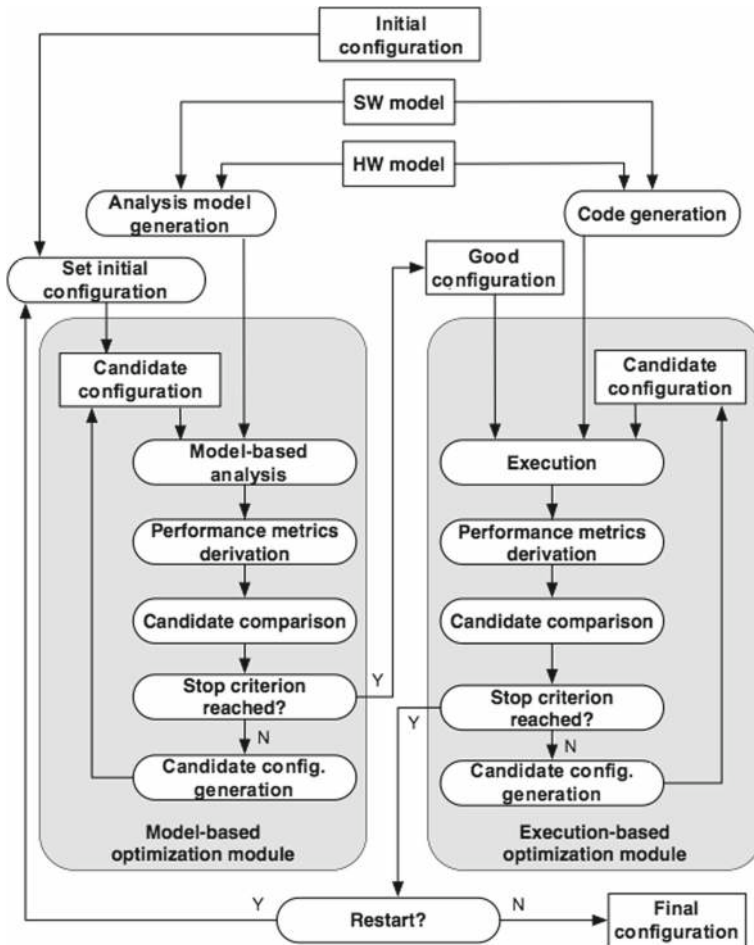 Initial
configuration
SW model
HW model
Analysis model
generation
Code generation
Set initial
configuration
Good
configuration
Candidate
configuration
Candidate
configuration
Model-based
analysis
Execution
Performance metrics
derivation
Performance metrics
derivation
Candidate comparison
Candidate comparison
Stop criterion
reached?
Y
Stop criterion
reached?
Y
N
N
Candidate config.
generation
Candidate config.
generation
Model-based
optimization module
Execution-based
optimization module
Y
Restart?
N
Final
configuration